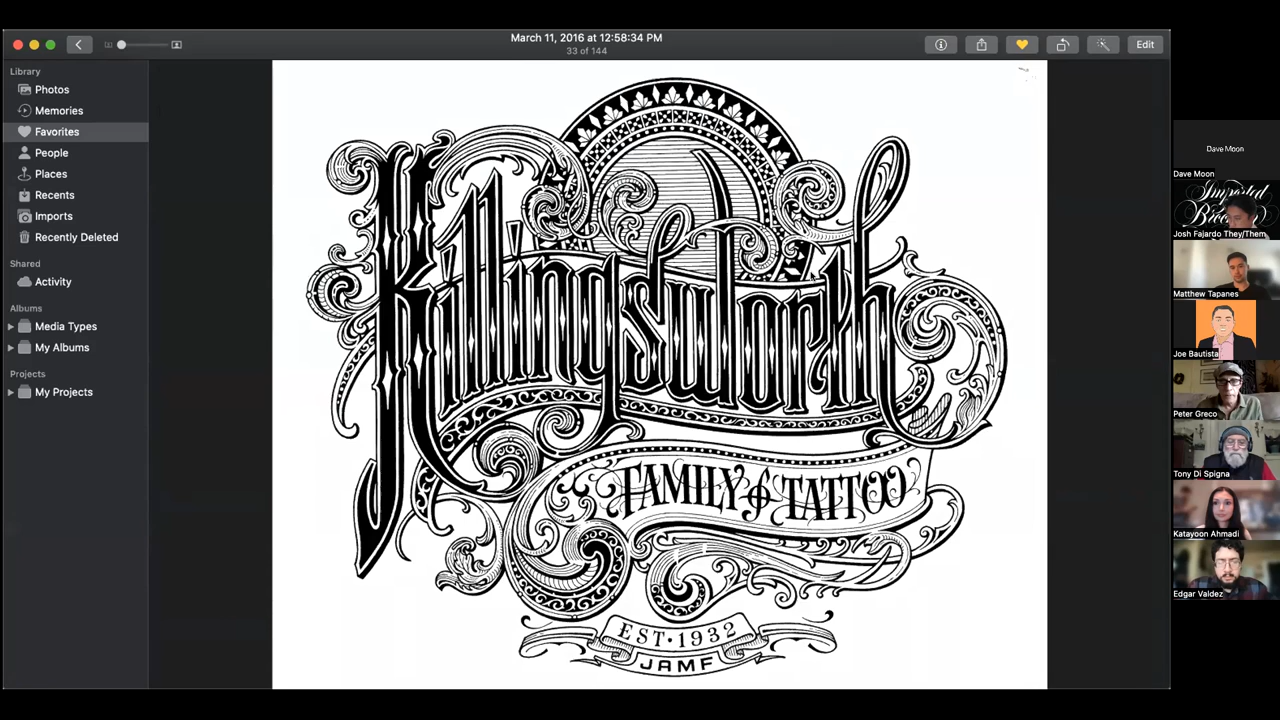 March 11, 2016 at 12:58:34 PM
33 of 144
Edit
Library
Photos
Memories
Favorites
People
Places
Recents
Imports
Recently Deleted
Shared
Activity
Albums
Media Types
My Albums
Projects
My Projects
Killingsworth
FAMILY & TATTOO
EST•1932
JAMF
Dave Moon
Dave Moon
Imported
Josh Fajardo They/Them
Matthew Tapanes
Joe Bautista
Peter Greco
Tony Di Spigna
Katayoon Ahmadi
Edgar Valdez